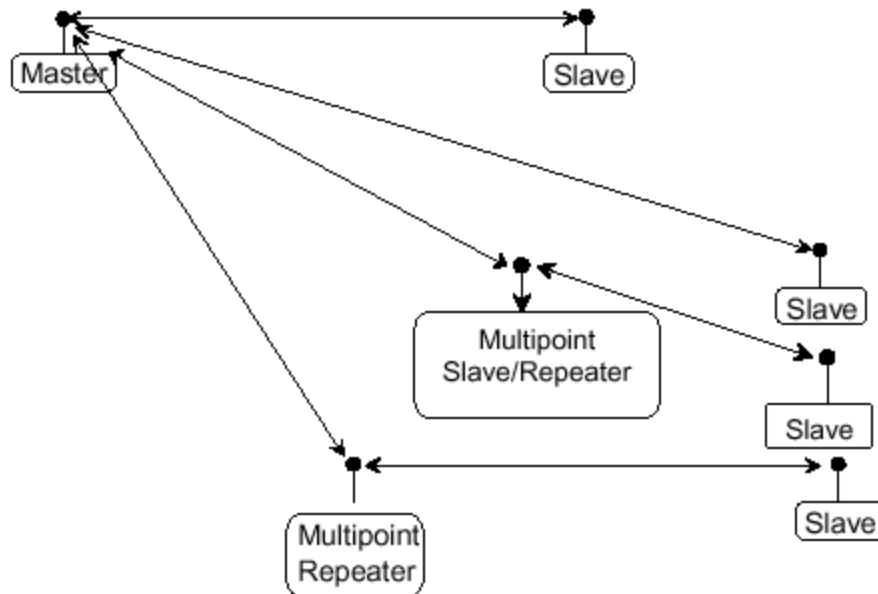 Master
Slave
Slave
Multipoint
Slave/Repeater
Slave
Slave
Multipoint
Repeater